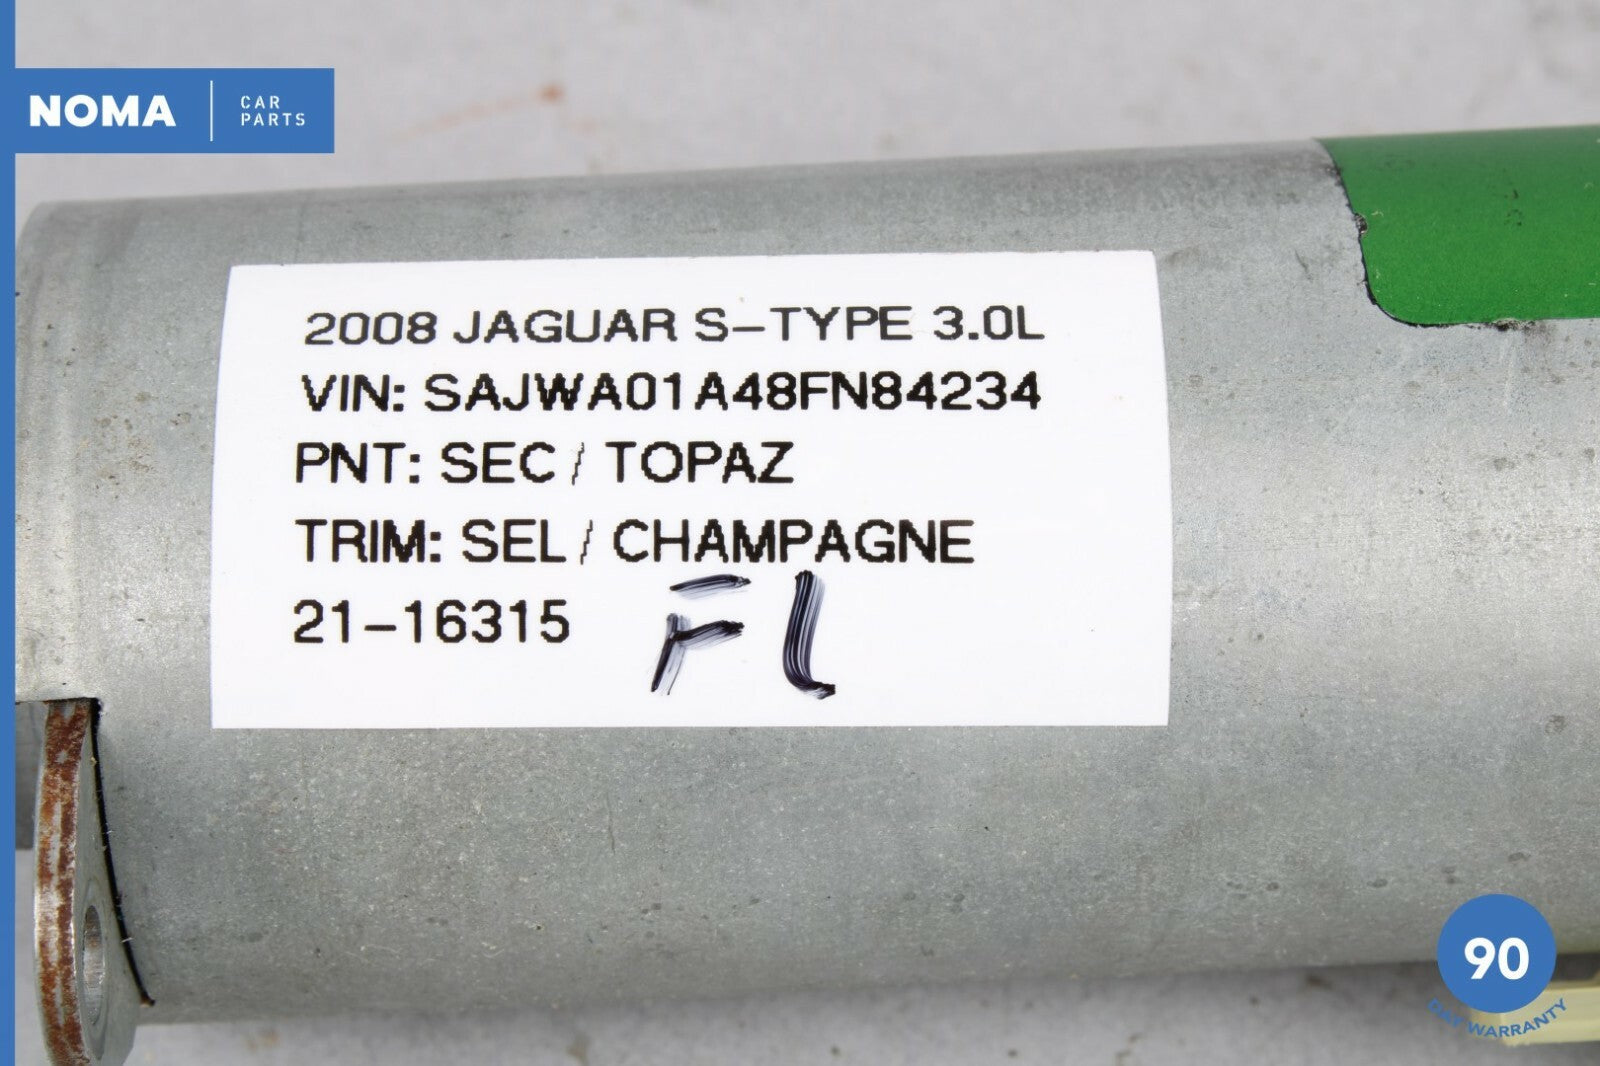 NOMA
CAR
PARTS
2008 JAGUAR S-TYPE 3.0L
VIN: SAJWA01A48FN84234
PNT: SEC / TOPAZ
TRIM: SEL / CHAMPAGNE
21-16315 FL
90
DAY WARRANTY